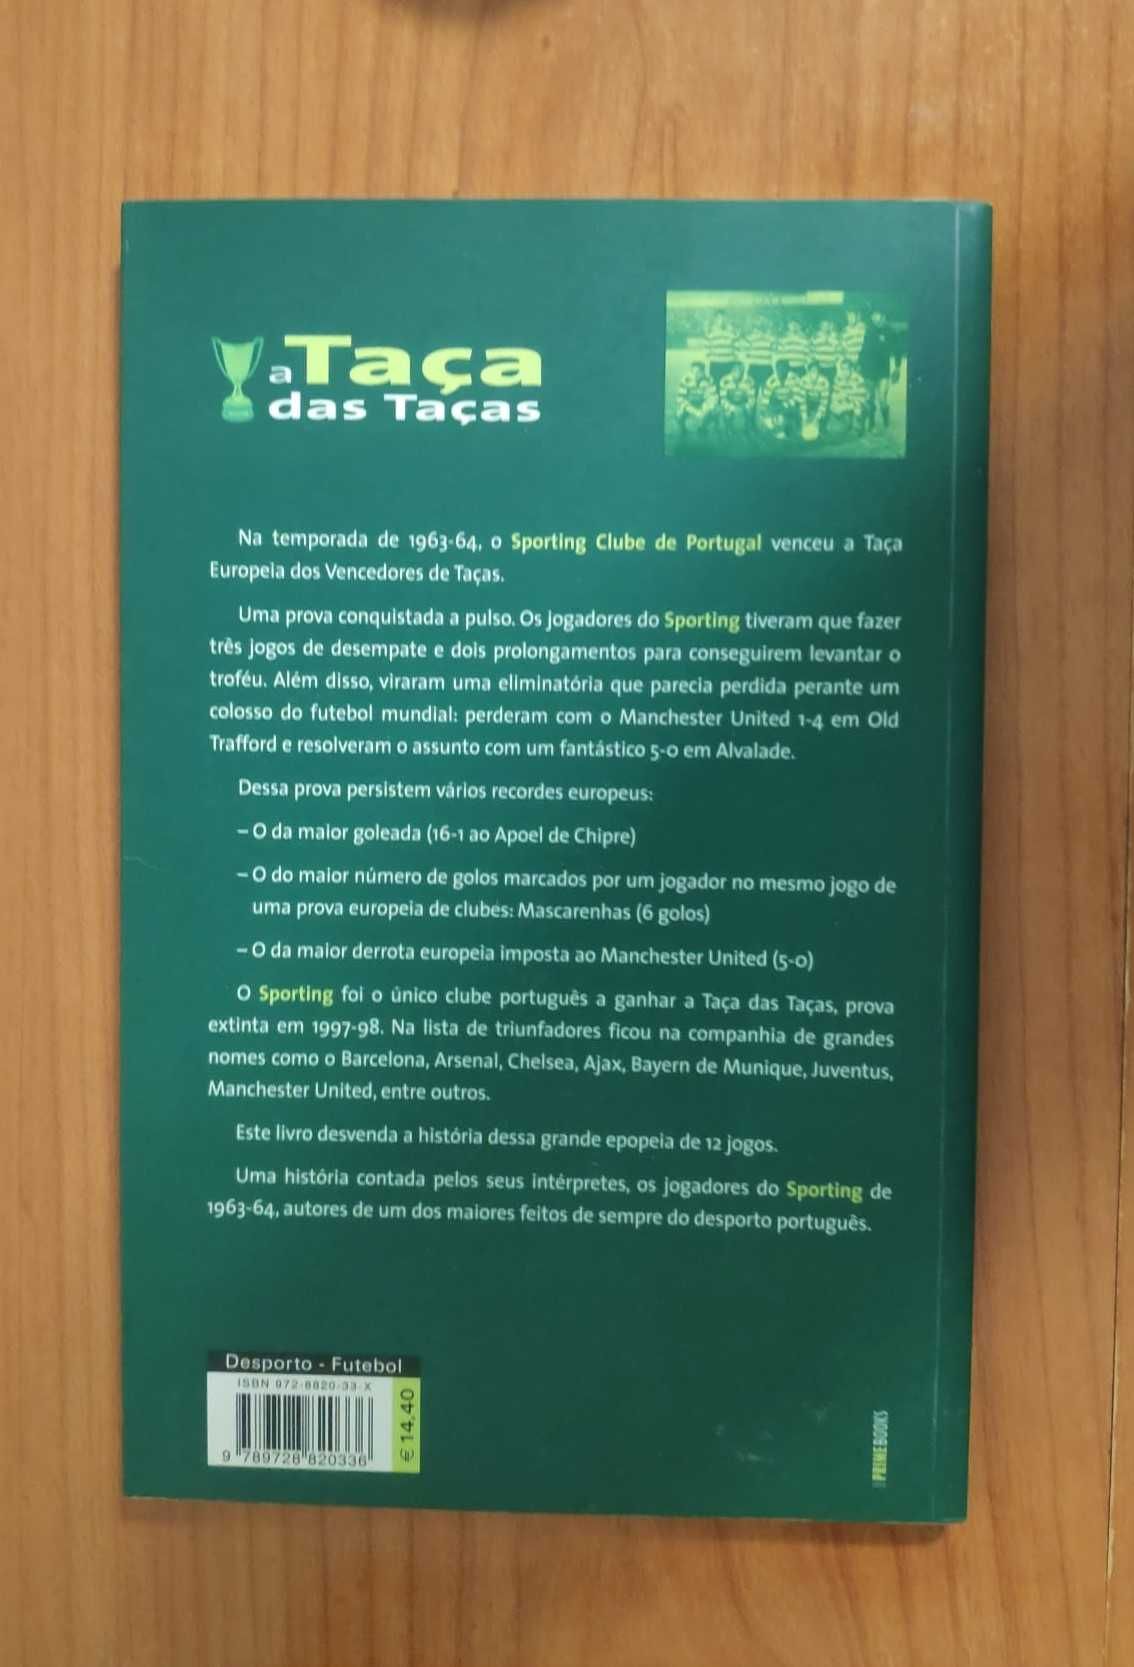 a Taça
das Taças
Na temporada de 1963-64, o Sporting Clube de Portugal venceu a Taça
Europeia dos Vencedores de Taças.
Uma prova conquistada a pulso. Os jogadores do Sporting tiveram que fazer
três jogos de desempate e dois prolongamentos para conseguirem levantar o
troféu. Além disso, viraram uma eliminatória que parecia perdida perante um
colosso do futebol mundial: perderam com o Manchester United 1-4 em Old
Trafford e resolveram o assunto com um fantástico 5-0 em Alvalade.
Dessa prova persistem vários recordes europeus:
– O da maior goleada (16-1 ao Apoel de Chipre)
– O do maior número de golos marcados por um jogador no mesmo jogo de
uma prova europeia de clubes: Mascarenhas (6 golos)
– O da maior derrota europeia imposta ao Manchester United (5-0)
O Sporting foi o único clube português a ganhar a Taça das Taças, prova
extinta em 1997-98. Na lista de triunfadores ficou na companhia de grandes
nomes como o Barcelona, Arsenal, Chelsea, Ajax, Bayern de Munique, Juventus,
Manchester United, entre outros.
Este livro desvenda a história dessa grande epopeia de 12 jogos.
Uma história contada pelos seus intérpretes, os jogadores do Sporting de
1963-64, autores de um dos maiores feitos de sempre do desporto português.
Desporto - Futebol
ISBN 972-8820-33-X
€ 14,40
9 789728 820336
PRIMEBOOKS